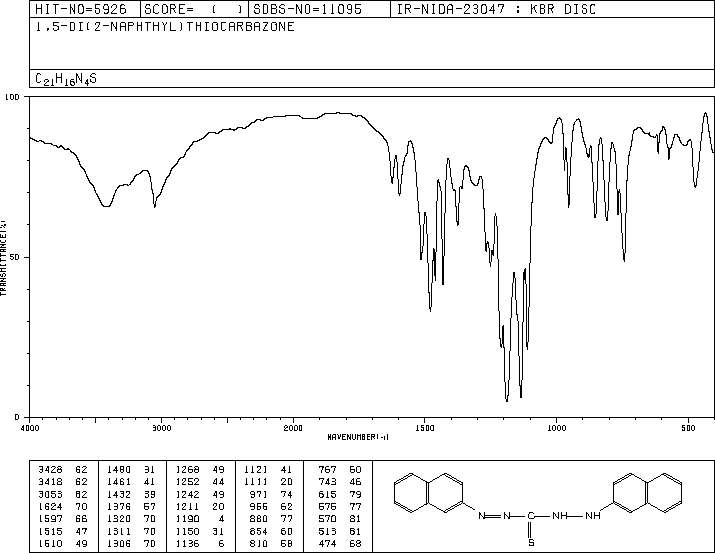 HIT-NO=5926 SCORE= ( ) SDBS-NO=11095 IR-NIDA-23047 : KBR DISC
1,5-DI(2-NAPHTHYL)THIOCARBAZONE
C21H16N4S
100
50
0
TRANSMITTANCE(%)
4000 3000 2000 1500 1000 500
WAVENUMBER(-1)
3428 62 1480 31 1268 49 1121 41 767 60
3418 62 1461 41 1252 44 1111 20 743 46
3053 62 1432 39 1242 49 971 74 615 79
1624 70 1376 57 1211 20 955 62 576 77
1597 66 1320 70 1190 4 880 77 570 81
1515 47 1311 70 1150 31 854 60 513 81
1510 49 1306 70 1136 6 810 58 474 68
N N C NH NH
S